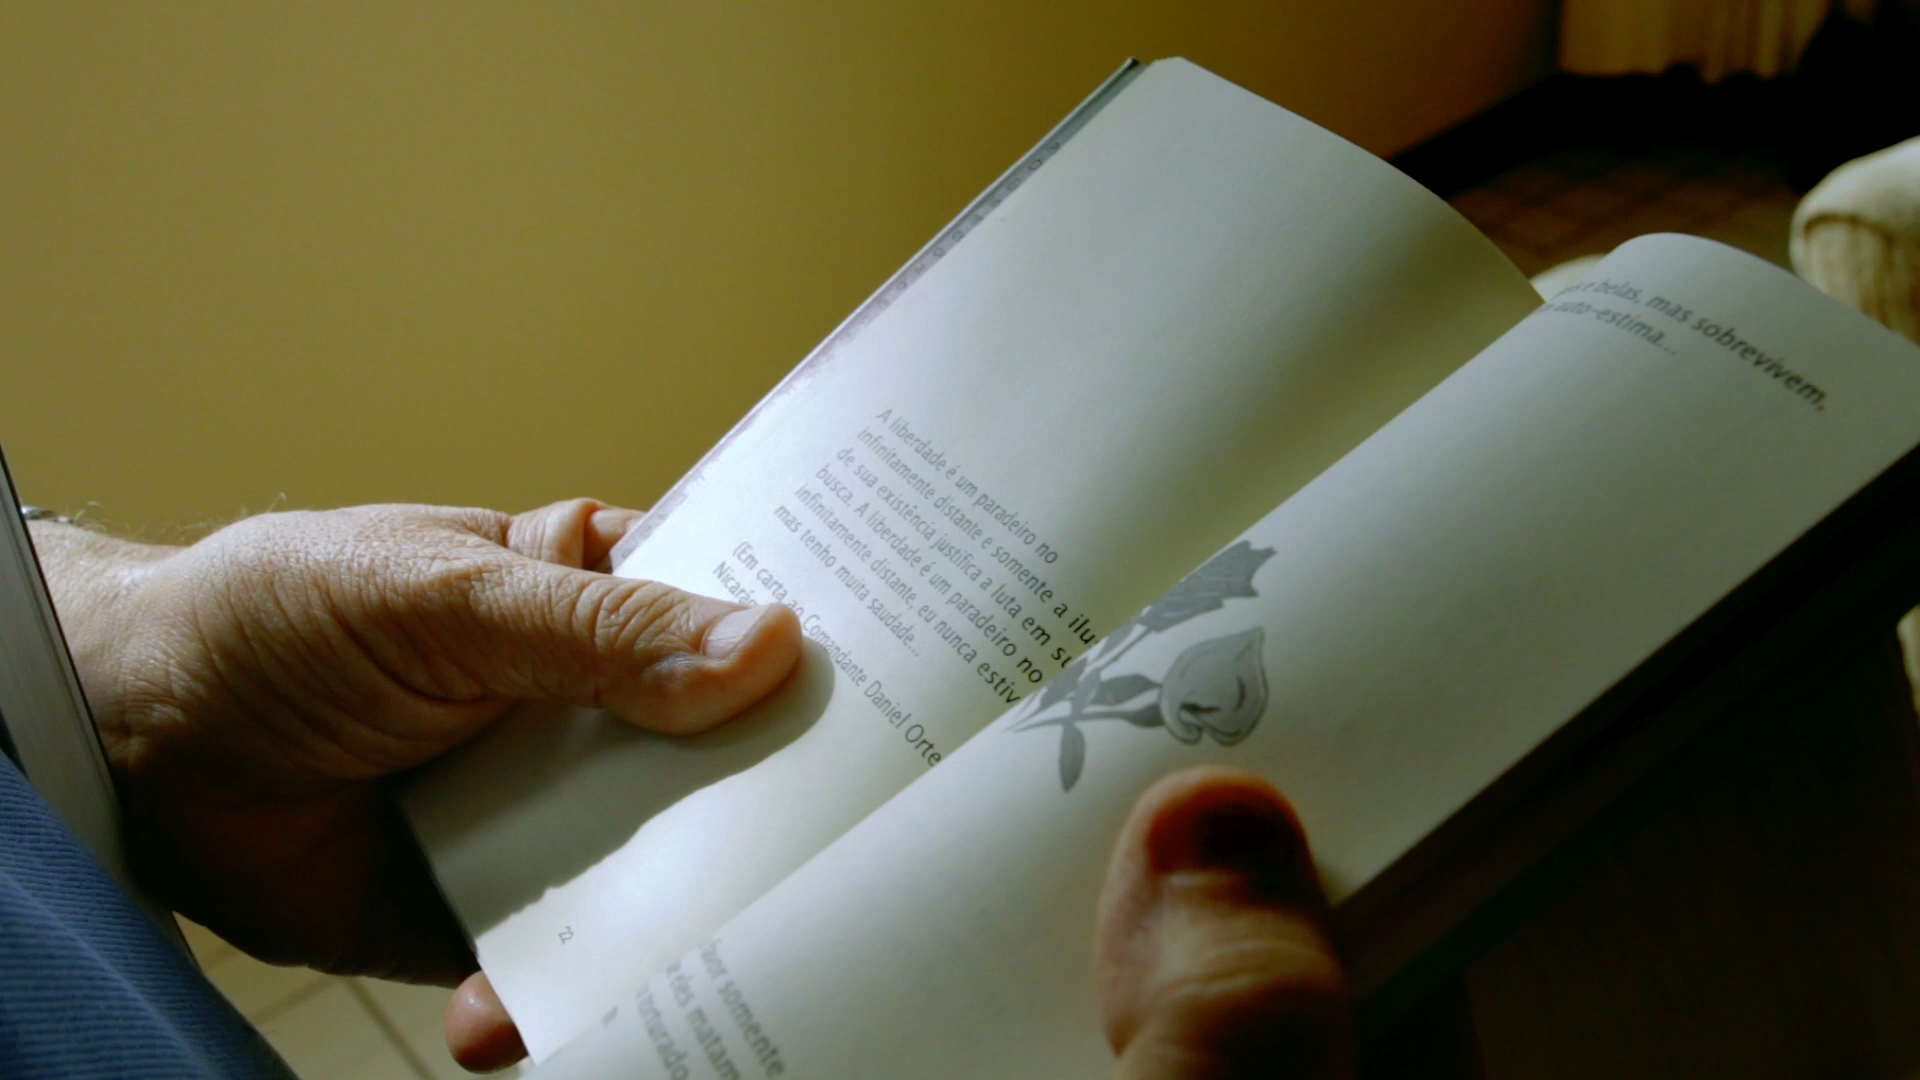 A liberdade é um paradeiro no
infinitamente distante e somente a ilu
de sua existência justifica a luta em su
busca. A liberdade é um paradeiro no
infinitamente distante, eu nunca estiv
mas tenho muita saudade...
(Em carta ao Comandante Daniel Orte
22
e belas, mas sobrevivem,
auto-estima...
somente
eles matam
torturado